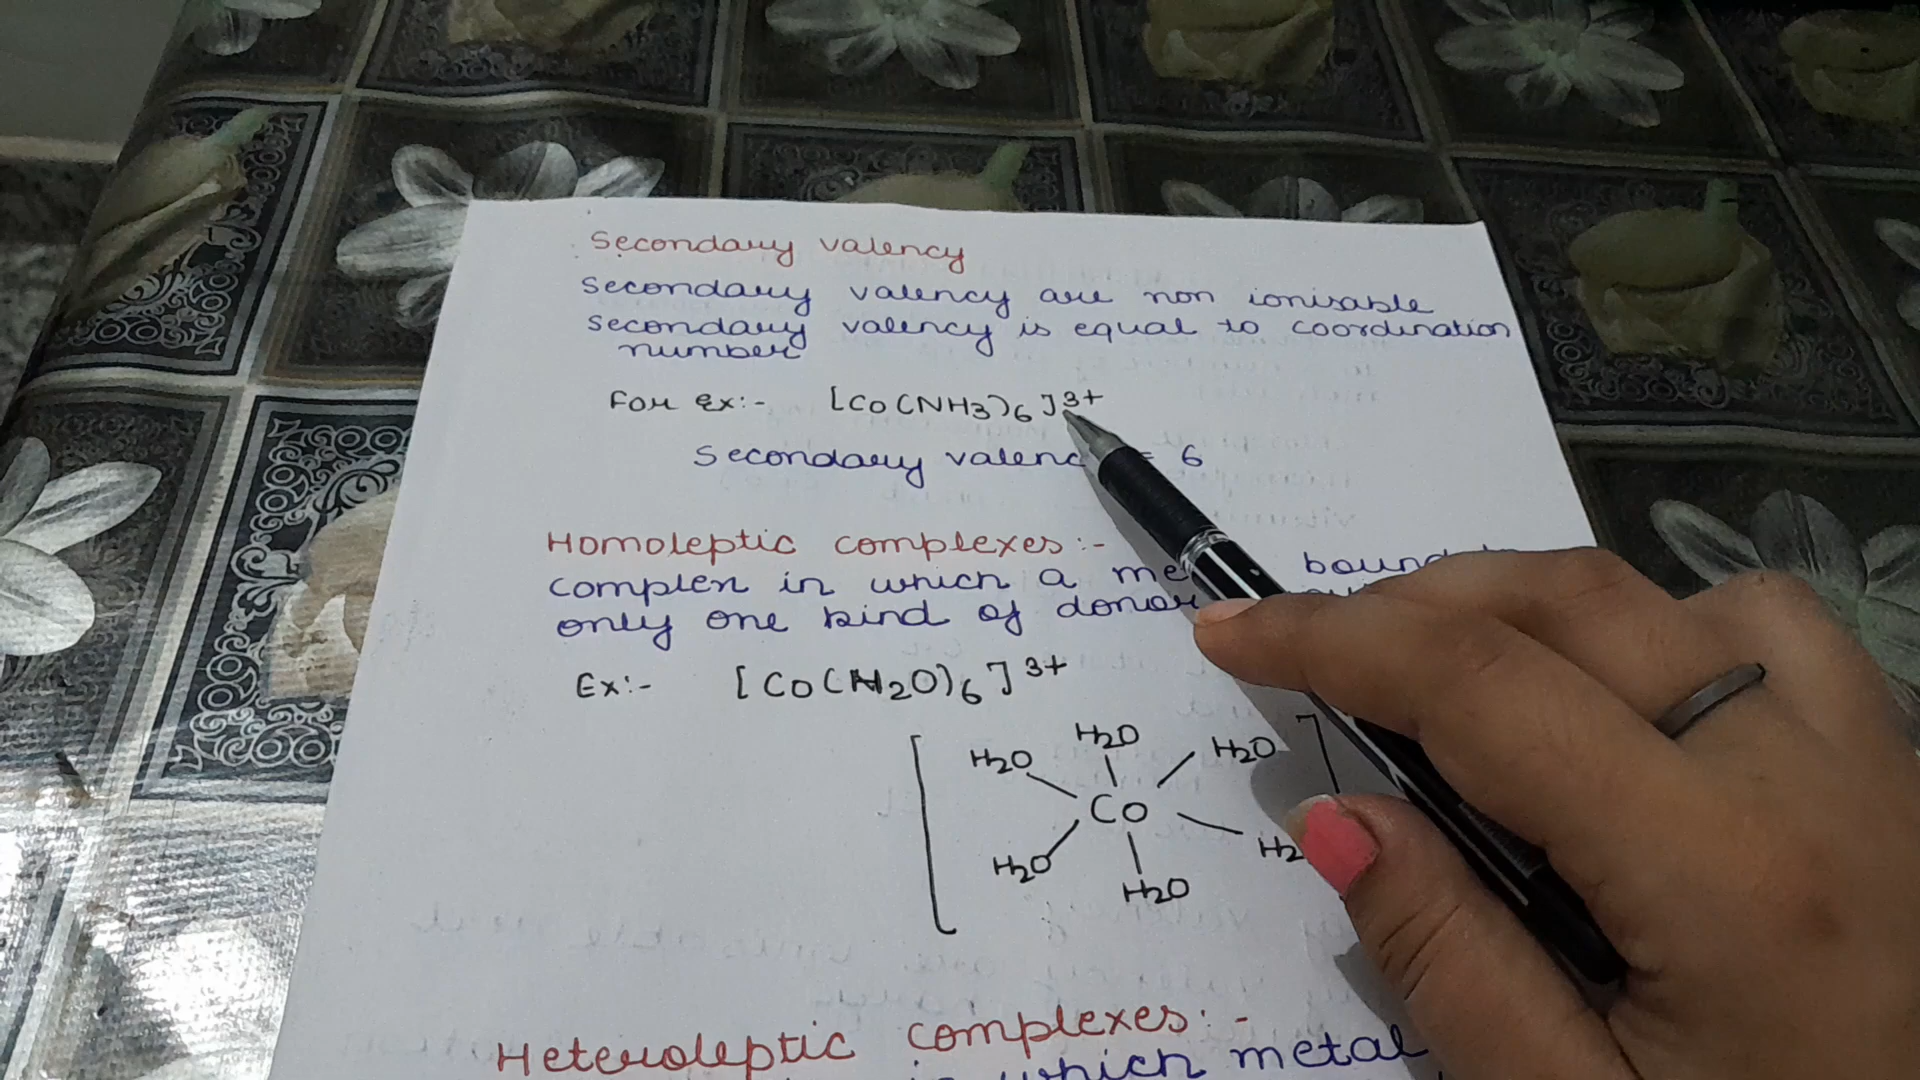 Secondary valency
Secondary valency are non ionisable
Secondary valency is equal to coordination
number
For Ex:- [CO(NH3)6]3+
Secondary valenc = 6
Homoleptic complexes:-
complex in which a bound
only one kind of donor
Ex:- [CO(H2O)6]3+
H2O H2O H2O
Co
H2O H2O
Heteroleptic complexes:-
which metal